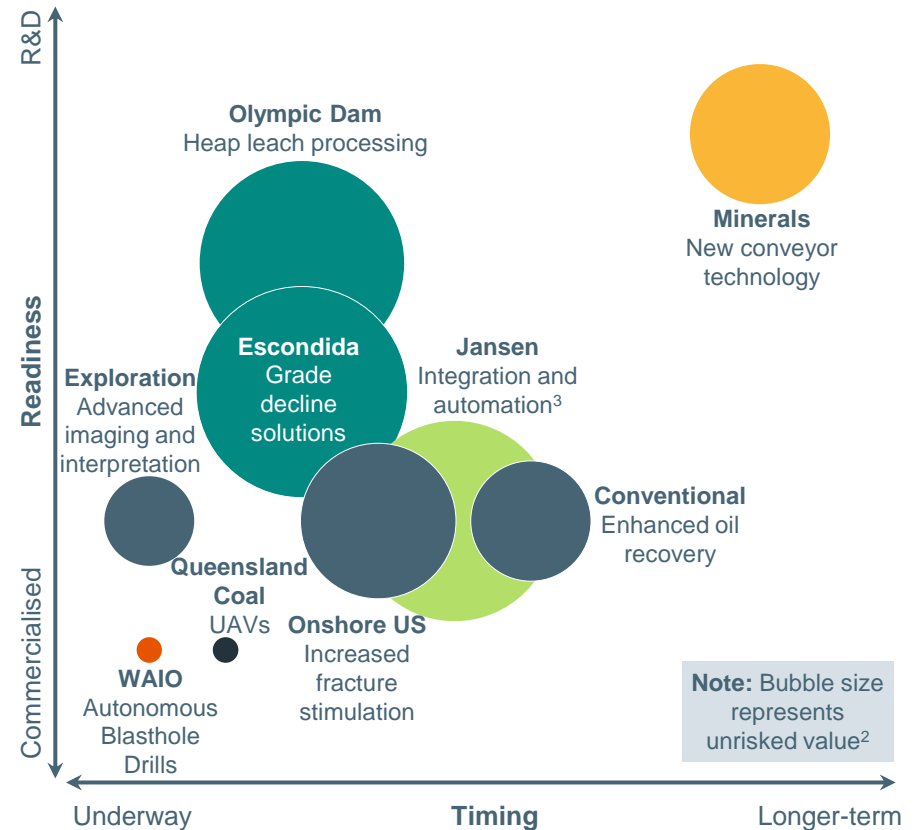 R&D
Readiness
Commercialised
Olympic Dam
Heap leach processing
Minerals
New conveyor
technology
Escondida
Grade
decline
solutions
Jansen
Integration and
automation³
Exploration
Advanced
imaging and
interpretation
Conventional
Enhanced oil
recovery
Queensland
Coal
UAVs
Onshore US
Increased
fracture
stimulation
WAIO
Autonomous
Blasthole
Drills
Note: Bubble size
represents
unrisked value²
Underway
Timing
Longer-term